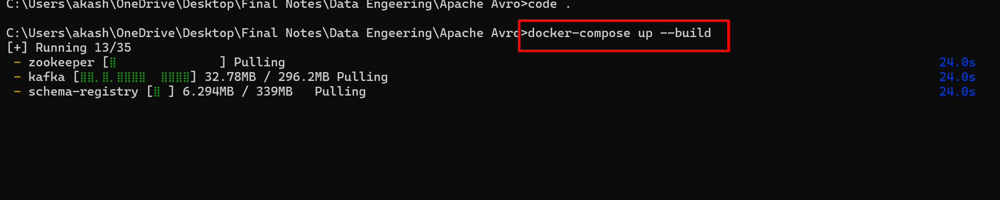 C:\Users\akash\OneDrive\Desktop\Final Notes\Data Engeering\Apache Avro>code .
C:\Users\akash\OneDrive\Desktop\Final Notes\Data Engeering\Apache Avro>docker-compose up --build
[+] Running 13/35
- zookeeper [⣿               ] Pulling 24.0s
- kafka [⣿⣿.⣿.⣿⣿⣿⣿  ⣿⣿⣿⣿] 32.78MB / 296.2MB Pulling 24.0s
- schema-registry [⣿ ] 6.294MB / 339MB   Pulling 24.0s